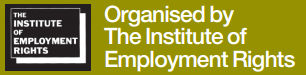 THE
INSTITUTE
OF
EMPLOYMENT
RIGHTS
Organised by
The Institute of
Employment Rights